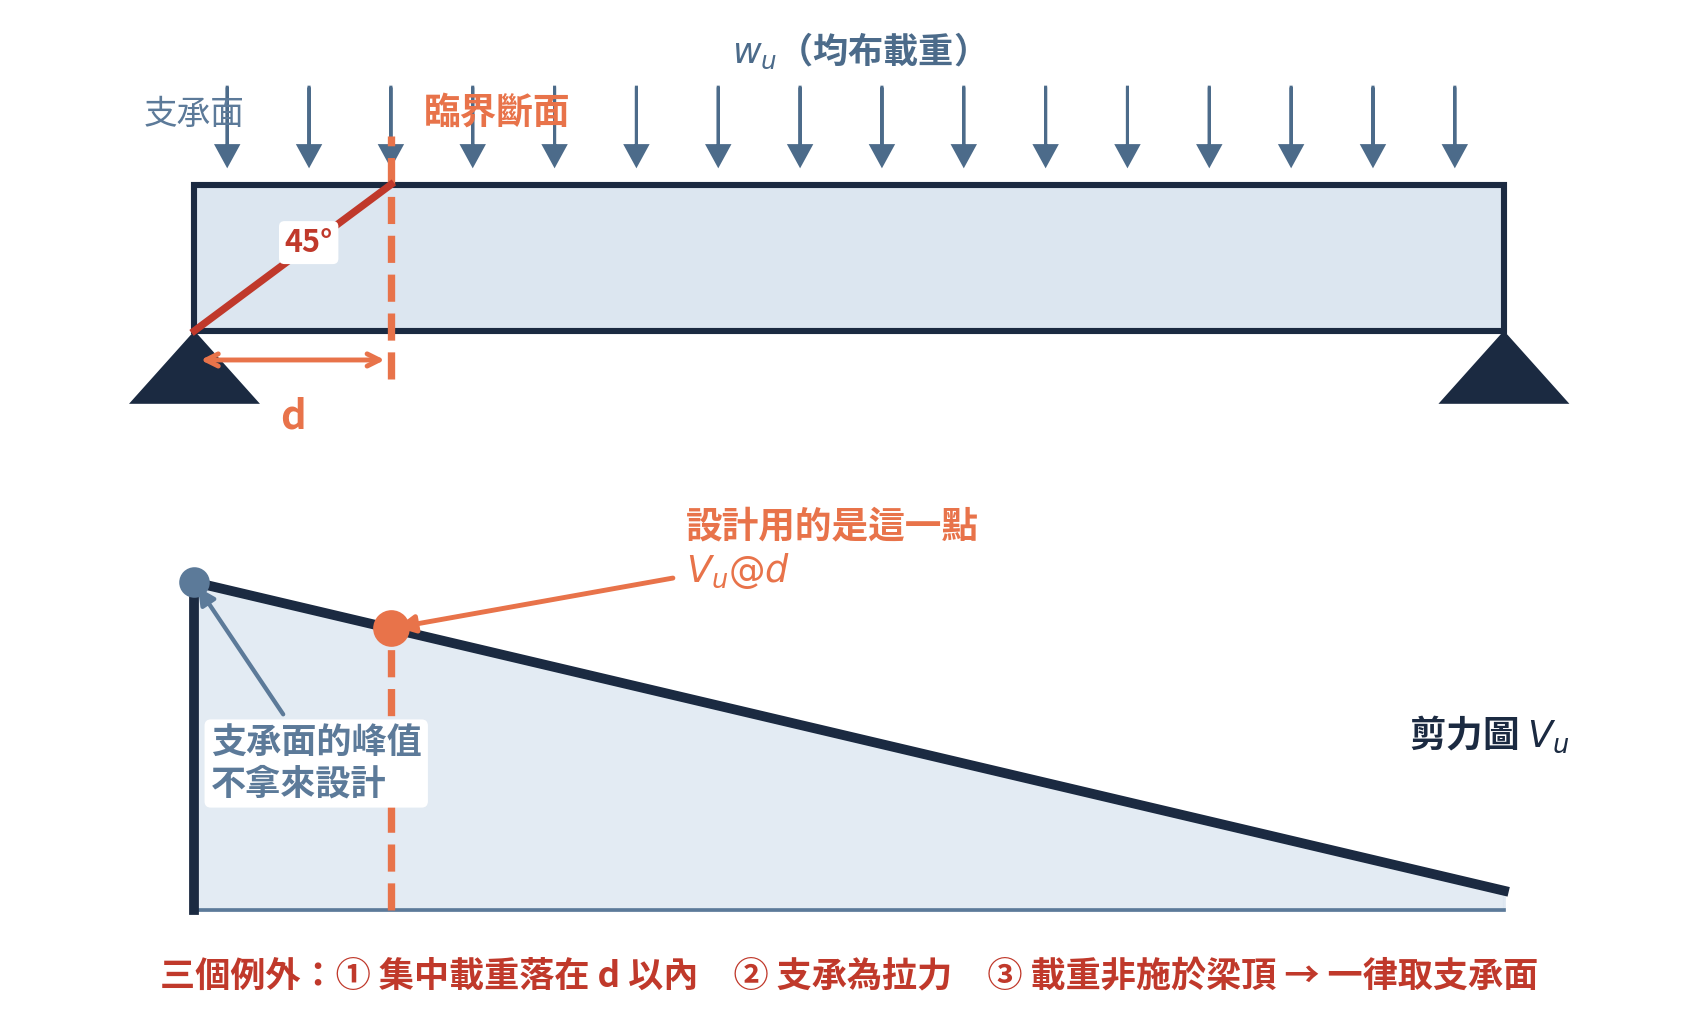 w_u（均布載重）
支承面
臨界斷面
45°
d
設計用的是這一點
V_u@d
支承面的峰值
不拿來設計
剪力圖 V_u
三個例外：① 集中載重落在 d 以內　② 支承為拉力　③ 載重非施於梁頂 → 一律取支承面